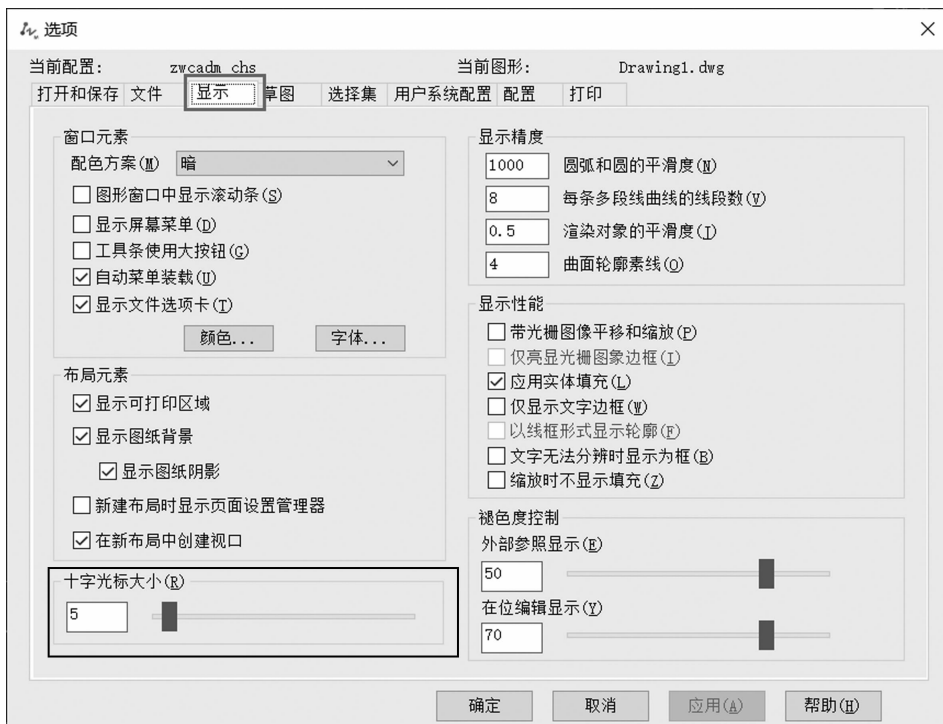 选项
当前配置: zwcadm chs 当前图形: Drawing1.dwg
打开和保存 文件 显示 草图 选择集 用户系统配置 配置 打印
窗口元素
配色方案(M) 暗
图形窗口中显示滚动条(S)
显示屏幕菜单(D)
工具条使用大按钮(G)
自动菜单装载(U)
显示文件选项卡(T)
颜色... 字体...
布局元素
显示可打印区域
显示图纸背景
显示图纸阴影
新建布局时显示页面设置管理器
在新布局中创建视口
十字光标大小(R)
5
显示精度
1000 圆弧和圆的平滑度(N)
8 每条多段线曲线的线段数(V)
0.5 渲染对象的平滑度(J)
4 曲面轮廓素线(O)
显示性能
带光栅图像平移和缩放(P)
仅亮显光栅图象边框(I)
应用实体填充(L)
仅显示文字边框(W)
以线框形式显示轮廓(F)
文字无法分辨时显示为框(B)
缩放时不显示填充(Z)
褪色度控制
外部参照显示(E)
50
在位编辑显示(Y)
70
确定 取消 应用(A) 帮助(H)